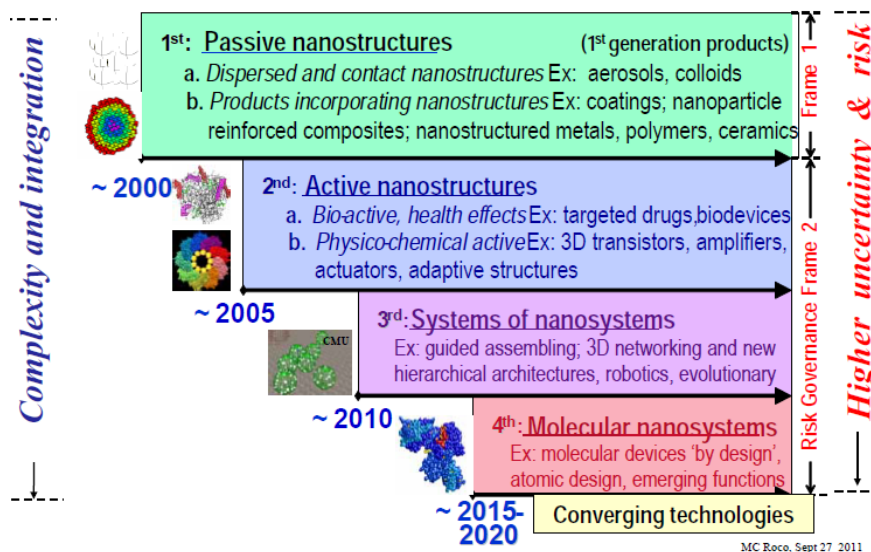 Complexity and integration
1st: Passive nanostructures (1st generation products)
a. Dispersed and contact nanostructures Ex: aerosols, colloids
b. Products incorporating nanostructures Ex: coatings; nanoparticle
reinforced composites; nanostructured metals, polymers, ceramics
Frame 1
Higher uncertainty & risk
~ 2000
2nd: Active nanostructures
a. Bio-active, health effects Ex: targeted drugs,biodevices
b. Physico-chemical active Ex: 3D transistors, amplifiers,
actuators, adaptive structures
Risk Governance Frame 2
~ 2005
CMU
3rd: Systems of nanosystems
Ex: guided assembling; 3D networking and new
hierarchical architectures, robotics, evolutionary
~ 2010
4th: Molecular nanosystems
Ex: molecular devices ‘by design’,
atomic design, emerging functions
~ 2015-
2020
Converging technologies
MC Roco, Sept 27 2011